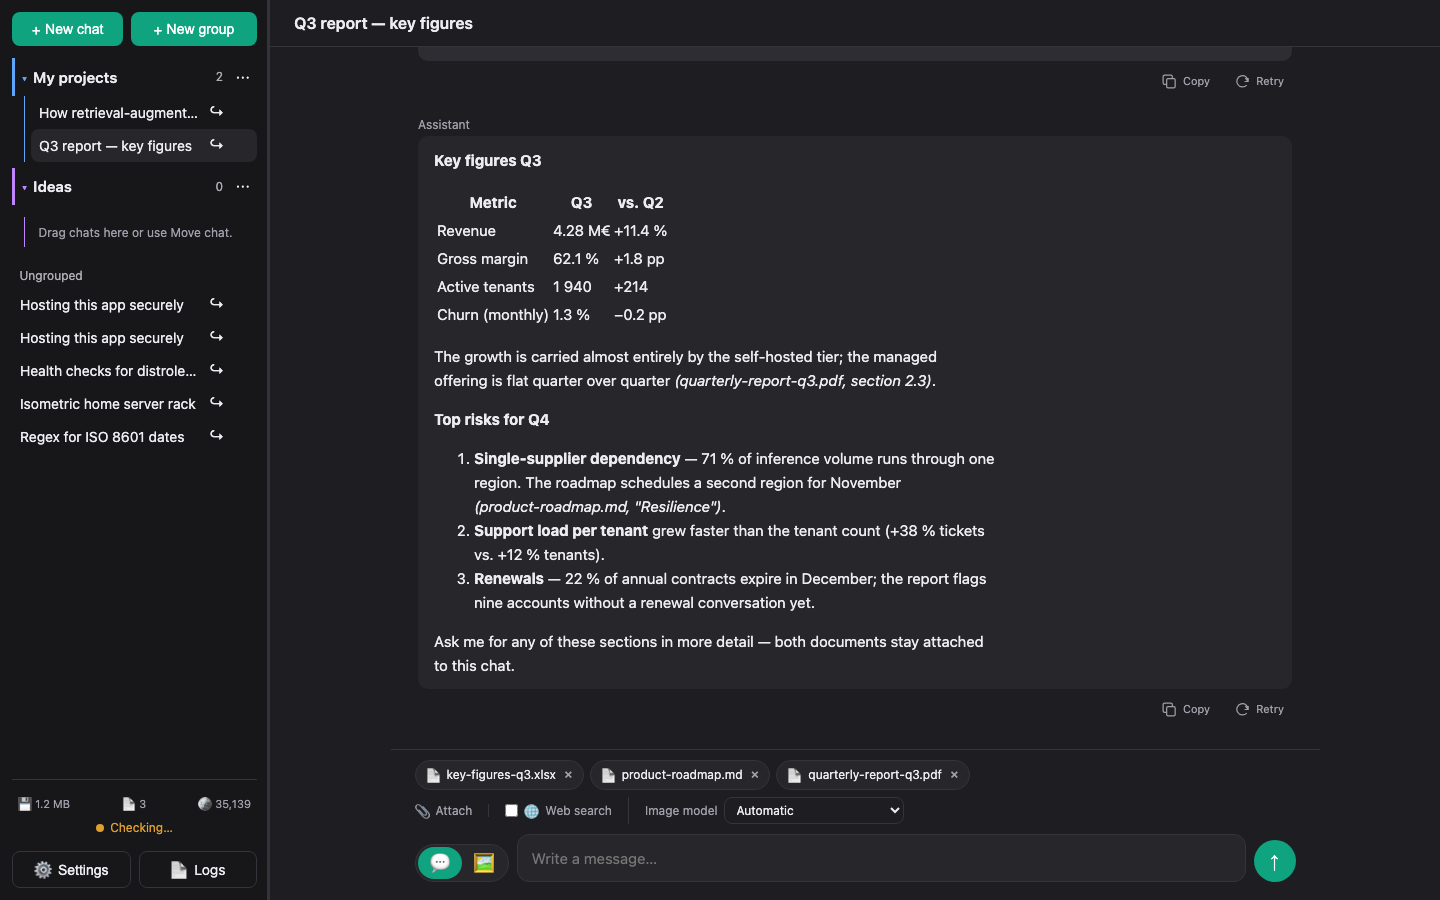 + New chat
+ New group
My projects 2 ...
How retrieval-augment...
Q3 report — key figures
Ideas 0 ...
Drag chats here or use Move chat.
Ungrouped
Hosting this app securely
Hosting this app securely
Health checks for distrole...
Isometric home server rack
Regex for ISO 8601 dates
1.2 MB 3 35,139
Checking...
Settings
Logs
Q3 report — key figures
Copy Retry
Assistant
Key figures Q3
Metric Q3 vs. Q2
Revenue 4.28 M€ +11.4 %
Gross margin 62.1 % +1.8 pp
Active tenants 1 940 +214
Churn (monthly) 1.3 % −0.2 pp
The growth is carried almost entirely by the self-hosted tier; the managed
offering is flat quarter over quarter (quarterly-report-q3.pdf, section 2.3).
Top risks for Q4
1. Single-supplier dependency — 71 % of inference volume runs through one
region. The roadmap schedules a second region for November
(product-roadmap.md, "Resilience").
2. Support load per tenant grew faster than the tenant count (+38 % tickets
vs. +12 % tenants).
3. Renewals — 22 % of annual contracts expire in December; the report flags
nine accounts without a renewal conversation yet.
Ask me for any of these sections in more detail — both documents stay attached
to this chat.
Copy Retry
key-figures-q3.xlsx ×
product-roadmap.md ×
quarterly-report-q3.pdf ×
Attach
Web search
Image model
Automatic
Write a message...